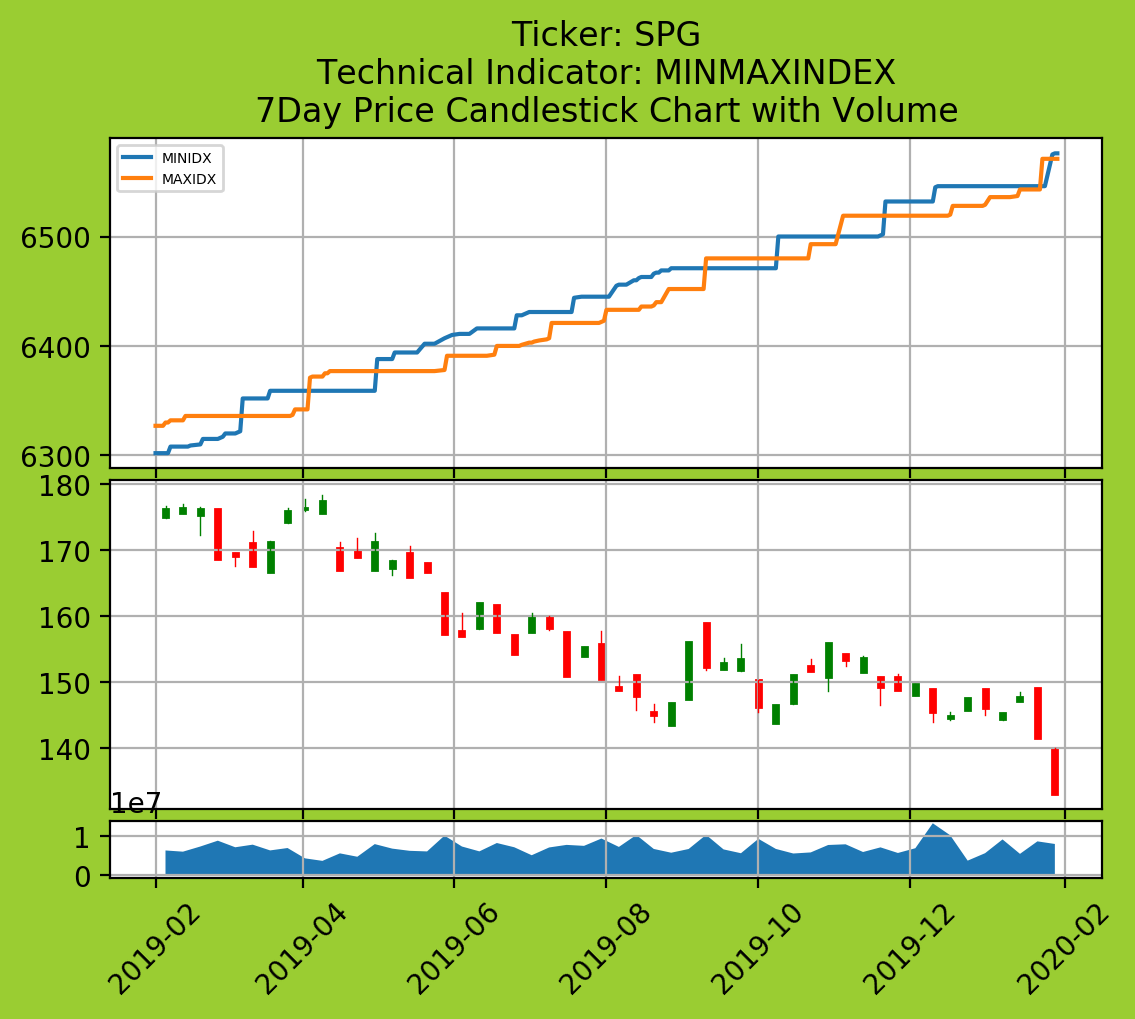 Ticker: SPG
Technical Indicator: MINMAXINDEX
7Day Price Candlestick Chart with Volume
MINIDX
MAXIDX
6500
6400
6300
180
170
160
150
140
1e7
1
0
2019-02
2019-04
2019-06
2019-08
2019-10
2019-12
2020-02